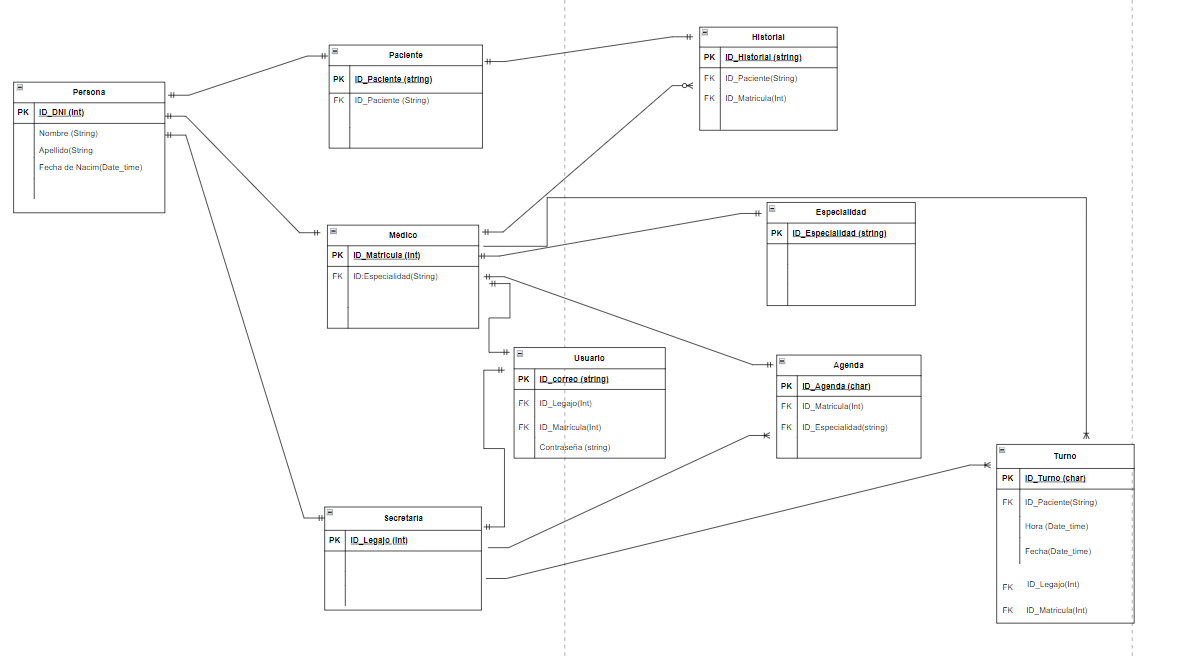 Persona
PK ID_DNI (int)
Nombre (String)
Apellido(String
Fecha de Nacim(Date_time)
Paciente
PK ID_Paciente (string)
FK ID_Paciente (String)
Historial
PK ID_Historial (string)
FK ID_Paciente(String)
FK ID_Matricula(Int)
Médico
PK ID_Matricula (int)
FK ID:Especialidad(String)
Especialidad
PK ID_Especialidad (string)
Usuario
PK ID_correo (string)
FK ID_Legajo(Int)
FK ID_Matricula(Int)
Contraseña (string)
Agenda
PK ID_Agenda (char)
FK ID_Matricula(Int)
FK ID_Especialidad(string)
Secretaria
PK ID_Legajo (int)
Turno
PK ID_Turno (char)
FK ID_Paciente(String)
Hora (Date_time)
Fecha(Date_time)
FK ID_Legajo(Int)
FK ID_Matricula(Int)